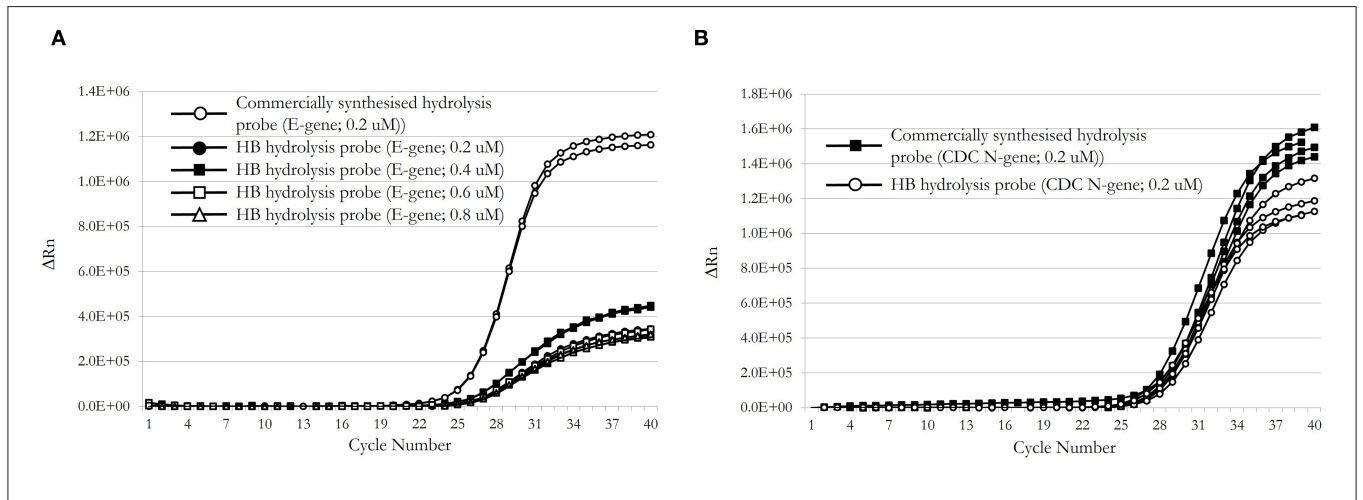 A
B
1.4E+06
1.2E+06
1.0E+06
8.0E+05
6.0E+05
4.0E+05
2.0E+05
0.0E+00
ΔRn
Commercially synthesised hydrolysis
probe (E-gene; 0.2 uM))
HB hydrolysis probe (E-gene; 0.2 uM)
HB hydrolysis probe (E-gene; 0.4 uM)
HB hydrolysis probe (E-gene; 0.6 uM)
HB hydrolysis probe (E-gene; 0.8 uM)
1 4 7 10 13 16 19 22 25 28 31 34 37 40
Cycle Number
1.8E+06
1.6E+06
1.4E+06
1.2E+06
1.0E+06
8.0E+05
6.0E+05
4.0E+05
2.0E+05
0.0E+00
ΔRn
Commercially synthesised hydrolysis
probe (CDC N-gene; 0.2 uM))
HB hydrolysis probe (CDC N-gene; 0.2 uM)
1 4 7 10 13 16 19 22 25 28 31 34 37 40
Cycle Number